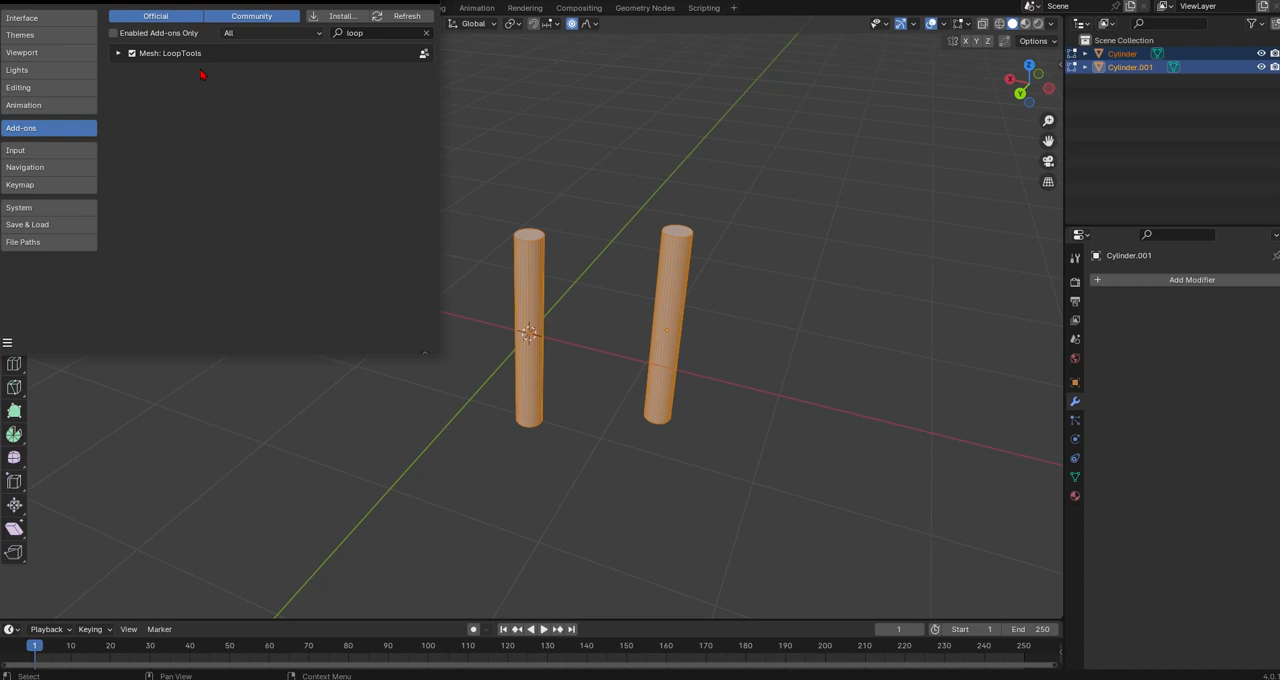 Interface
Themes
Viewport
Lights
Editing
Animation
Add-ons
Input
Navigation
Keymap
System
Save & Load
File Paths
Official
Community
Install...
Refresh
Enabled Add-ons Only
All
loop
Mesh: LoopTools
Animation
Rendering
Compositing
Geometry Nodes
Scripting
+
Global
X Y Z
Options
Z
X
Y
Scene
ViewLayer
Scene Collection
Cylinder
Cylinder.001
Cylinder.001
+ Add Modifier
Playback
Keying
View
Marker
1
Start 1
End 250
1 10 20 30 40 50 60 70 80 90 100 110 120 130 140 150 160 170 180 190 200 210 220 230 240 250
Select
Pan View
Context Menu